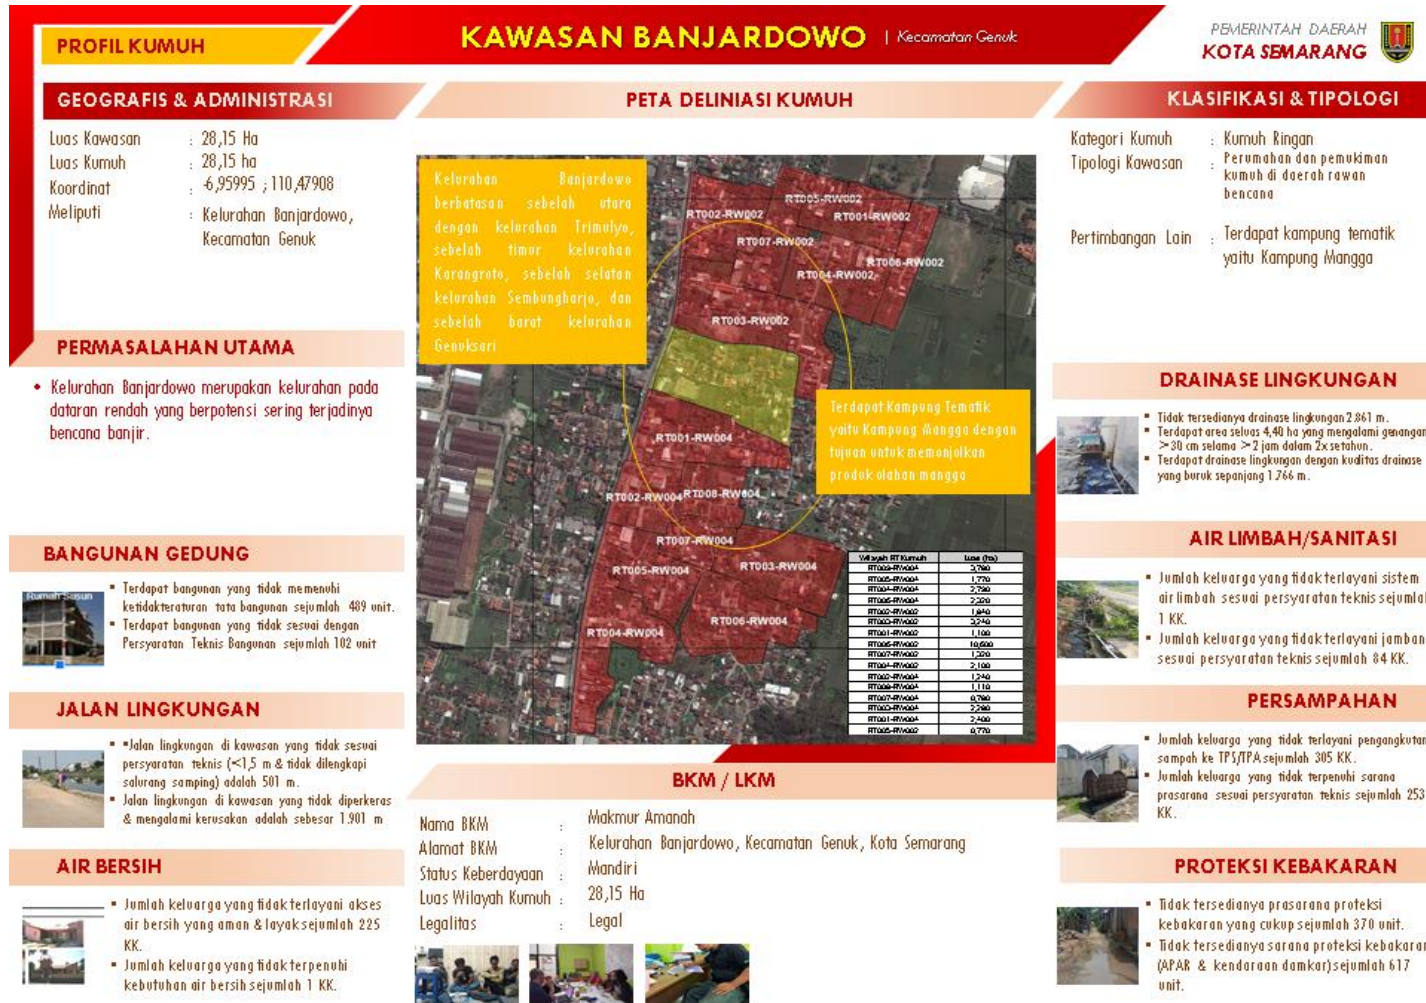 PROFIL KUMUH
KAWASAN BANJARDOWO | Kecamatan Genuk
PEMERINTAH DAERAH
KOTA SEMARANG
GEOGRAFIS & ADMINISTRASI
Luas Kawasan : 28,15 Ha
Luas Kumuh : 28,15 ha
Koordinat : -6,95995 ; 110,47908
Meliputi : Kelurahan Banjardowo,
Kecamatan Genuk
PERMASALAHAN UTAMA
• Kelurahan Banjardowo merupakan kelurahan pada
dataran rendah yang berpotensi sering terjadinya
bencana banjir.
BANGUNAN GEDUNG
Rumah Susun
▪ Terdapat bangunan yang tidak memenuhi
ketidakteraturan tata bangunan sejumlah 489 unit.
▪ Terdapat bangunan yang tidak sesuai dengan
Persyaratan Teknis Bangunan sejumlah 102 unit
JALAN LINGKUNGAN
▪ ▪Jalan lingkungan di kawasan yang tidak sesuai
persyaratan teknis (<1,5 m & tidak dilengkapi
salurang samping) adalah 501 m.
▪ Jalan lingkungan di kawasan yang tidak diperkeras
& mengalami kerusakan adalah sebesar 1.901 m
AIR BERSIH
▪ Jumlah keluarga yang tidak terlayani akses
air bersih yang aman & layak sejumlah 225
KK.
▪ Jumlah keluarga yang tidak terpenuhi
kebutuhan air bersih sejumlah 1 KK.
PETA DELINIASI KUMUH
Kelurahan Banjardowo
berbatasan sebelah utara
dengan kelurahan Trimulyo,
sebelah timur kelurahan
Karangroto, sebelah selatan
kelurahan Sembungharjo, dan
sebelah barat kelurahan
Genuksari
RT005-RW002
RT002-RW002
RT001-RW002
RT007-RW002
RT006-RW002
RT004-RW002
RT003-RW002
Terdapat Kampung Tematik
yaitu Kampung Mangga dengan
tujuan untuk memonjolkan
produk olahan mangga
RT001-RW004
RT002-RW004
RT008-RW004
RT007-RW004
RT003-RW004
RT005-RW004
RT006-RW004
RT004-RW004
Wilayah RT Kumuh Luas (ha)
BKM / LKM
Nama BKM : Makmur Amanah
Alamat BKM : Kelurahan Banjardowo, Kecamatan Genuk, Kota Semarang
Status Keberdayaan : Mandiri
Luas Wilayah Kumuh : 28,15 Ha
Legalitas : Legal
KLASIFIKASI & TIPOLOGI
Kategori Kumuh : Kumuh Ringan
Tipologi Kawasan : Perumahan dan pemukiman
kumuh di daerah rawan
bencana
Pertimbangan Lain : Terdapat kampung tematik
yaitu Kampung Mangga
DRAINASE LINGKUNGAN
▪ Tidak tersedianya drainase lingkungan 2.861 m.
▪ Terdapat area seluas 4,40 ha yang mengalami genangan
>30 cm selama >2 jam dalam 2x setahun.
▪ Terdapat drainase lingkungan dengan kualitas drainase
yang buruk sepanjang 1.766 m.
AIR LIMBAH/SANITASI
▪ Jumlah keluarga yang tidak terlayani sistem
air limbah sesuai persyaratan teknis sejumlah
1 KK.
▪ Jumlah keluarga yang tidak terlayani jamban
sesuai persyaratan teknis sejumlah 84 KK.
PERSAMPAHAN
▪ Jumlah keluarga yang tidak terlayani pengangkutan
sampah ke TPS/TPA sejumlah 305 KK.
▪ Jumlah keluarga yang tidak terpenuhi sarana
prasarana sesuai persyaratan teknis sejumlah 253
KK.
PROTEKSI KEBAKARAN
▪ Tidak tersedianya prasarana proteksi
kebakaran yang cukup sejumlah 370 unit.
▪ Tidak tersedianya sarana proteksi kebakaran
(APAR & kendaraan damkar) sejumlah 617
unit.